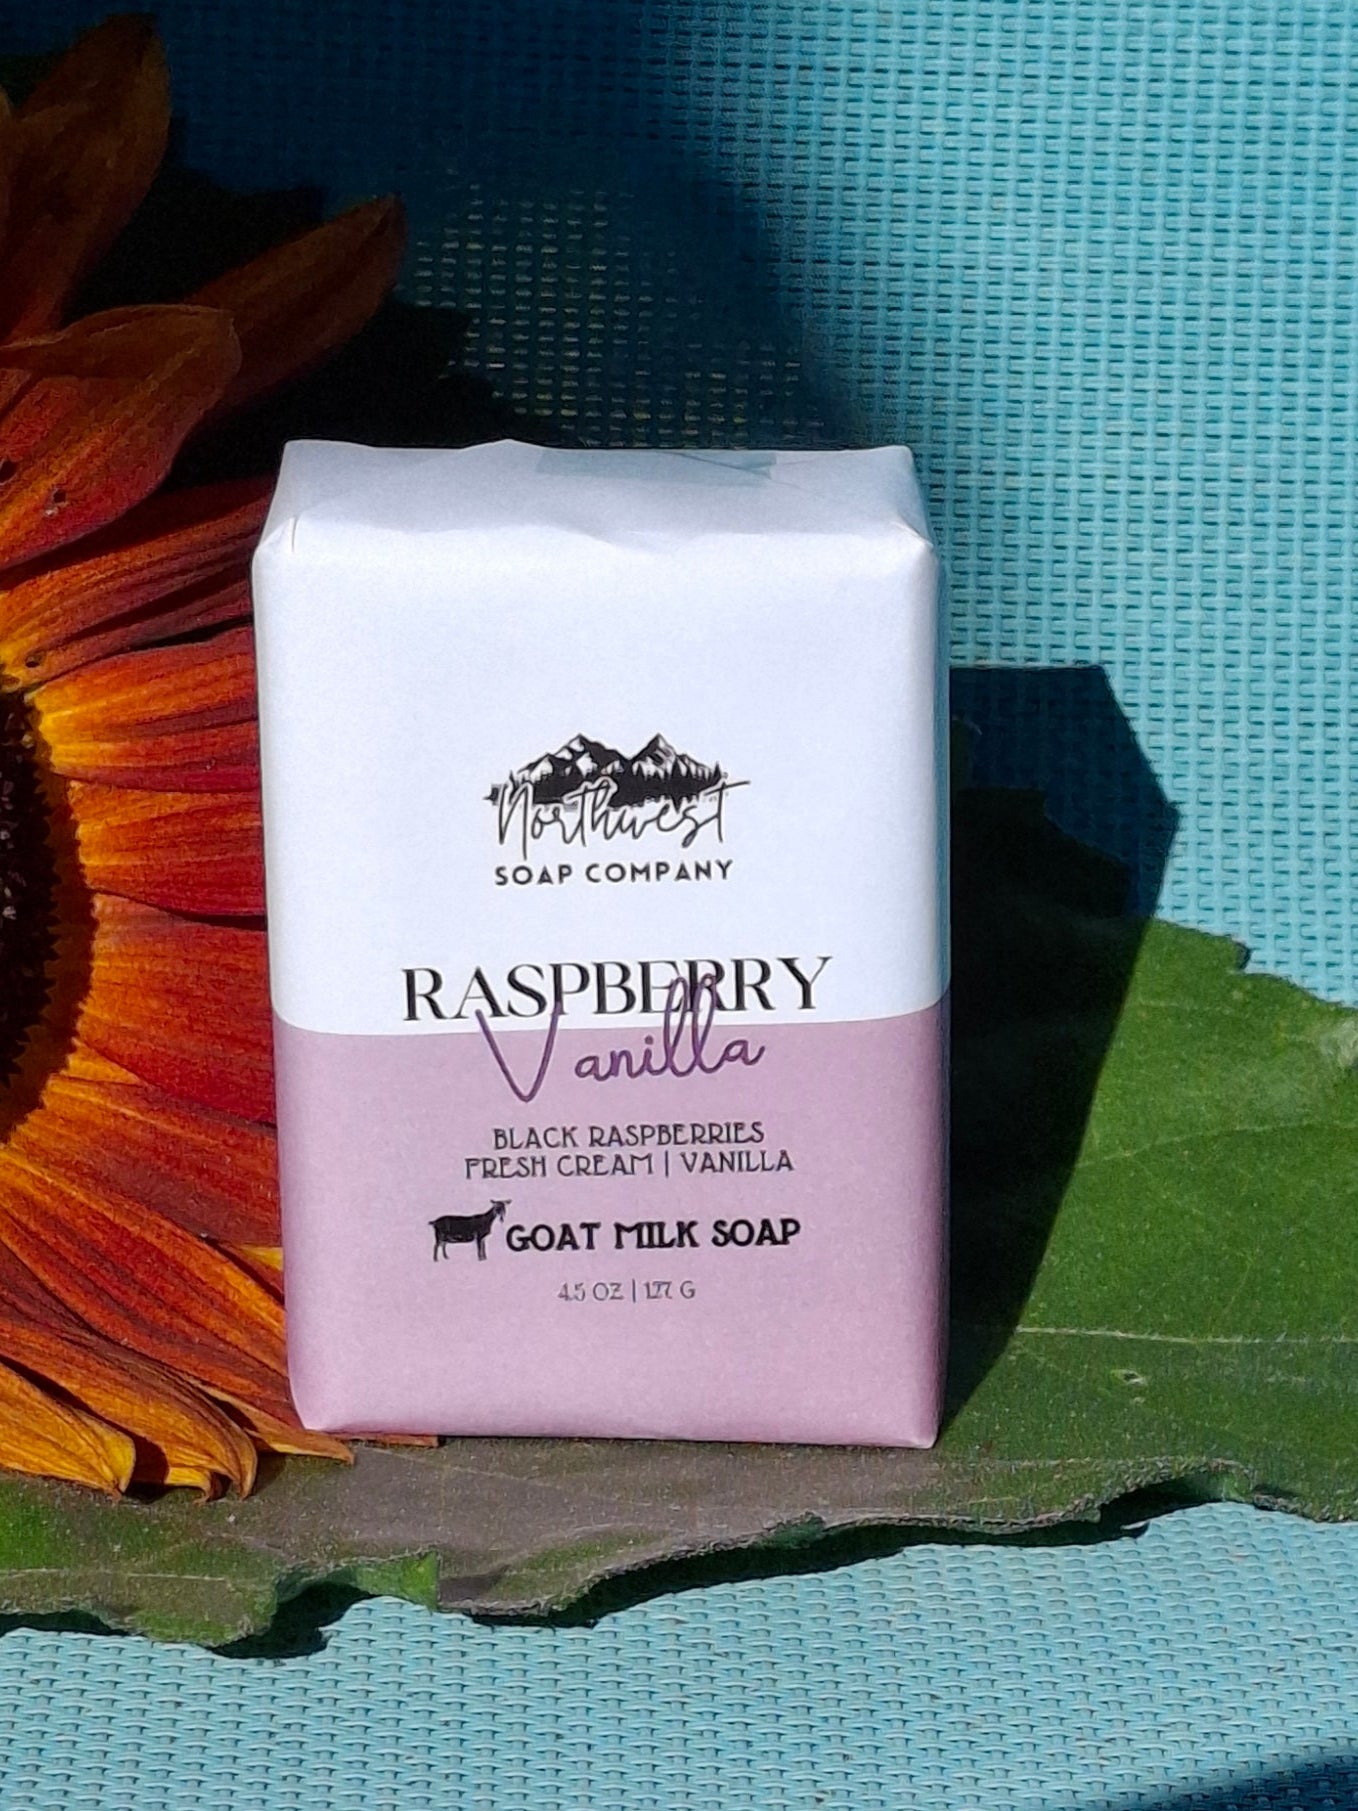 Northwest
SOAP COMPANY
RASPBERRY
Vanilla
BLACK RASPBERRIES
FRESH CREAM | VANILLA
GOAT MILK SOAP
4.5 OZ | 127 G